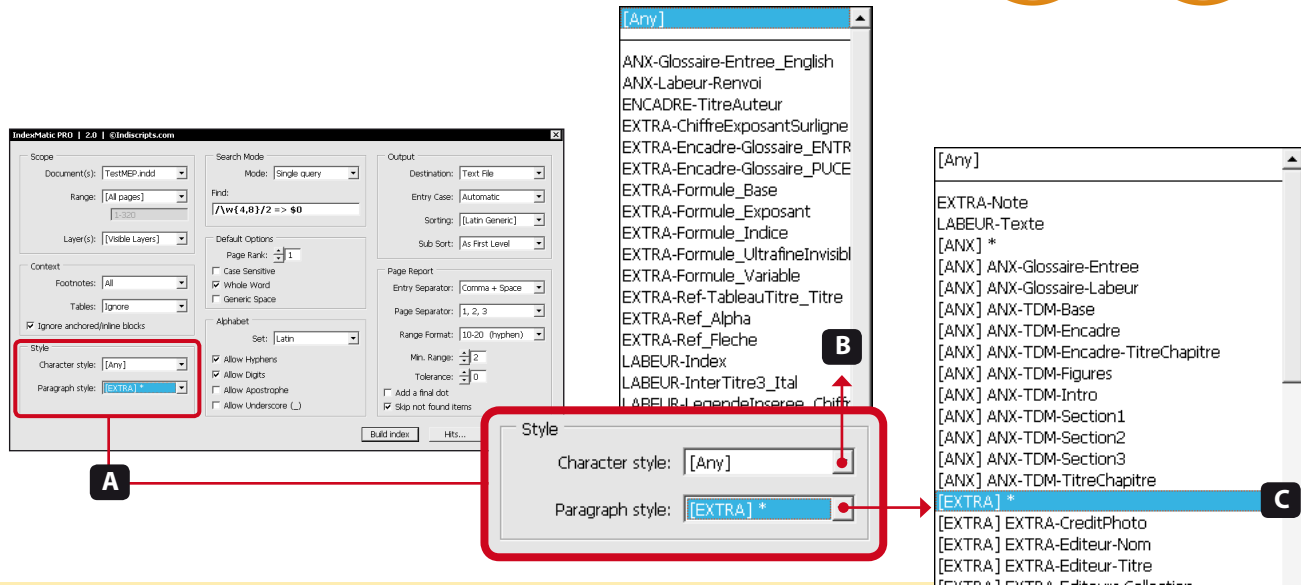 IndexMatic PRO | 2.0 | ©Indiscripts.com
Scope
Document(s): TestMEP.indd
Range: [All pages]
1-320
Layer(s): [Visible Layers]
Context
Footnotes: All
Tables: Ignore
Ignore anchored/inline blocks
Style
Character style: [Any]
Paragraph style: [EXTRA] *
Search Mode
Mode: Single query
Find:
/\w{4,8}/2 => $0
Default Options
Page Rank: 1
Case Sensitive
Whole Word
Generic Space
Alphabet
Set: Latin
Allow Hyphens
Allow Digits
Allow Apostrophe
Allow Underscore (_)
Output
Destination: Text File
Entry Case: Automatic
Sorting: [Latin Generic]
Sub Sort: As First Level
Page Report
Entry Separator: Comma + Space
Page Separator: 1, 2, 3
Range Format: 10-20 (hyphen)
Min. Range: 2
Tolerance: 0
Add a final dot
Skip not found items
Build index
Hits...
A
Style
Character style: [Any]
Paragraph style: [EXTRA] *
[Any]
ANX-Glossaire-Entree_English
ANX-Labeur-Renvoi
ENCADRE-TitreAuteur
EXTRA-ChiffreExposantSurligne
EXTRA-Encadre-Glossaire_ENTR
EXTRA-Encadre-Glossaire_PUCE
EXTRA-Formule_Base
EXTRA-Formule_Exposant
EXTRA-Formule_Indice
EXTRA-Formule_UltrafineInvisibl
EXTRA-Formule_Variable
EXTRA-Ref-TableauTitre_Titre
EXTRA-Ref_Alpha
EXTRA-Ref_Fleche
LABEUR-Index
LABEUR-InterTitre3_Ital
LABEUR-LegendeInseree_Chiffr
B
[Any]
EXTRA-Note
LABEUR-Texte
[ANX] *
[ANX] ANX-Glossaire-Entree
[ANX] ANX-Glossaire-Labeur
[ANX] ANX-TDM-Base
[ANX] ANX-TDM-Encadre
[ANX] ANX-TDM-Encadre-TitreChapitre
[ANX] ANX-TDM-Figures
[ANX] ANX-TDM-Intro
[ANX] ANX-TDM-Section1
[ANX] ANX-TDM-Section2
[ANX] ANX-TDM-Section3
[ANX] ANX-TDM-TitreChapitre
[EXTRA] *
[EXTRA] EXTRA-CreditPhoto
[EXTRA] EXTRA-Editeur-Nom
[EXTRA] EXTRA-Editeur-Titre
[EXTRA] EXTRA-Editeurs-Collection
C